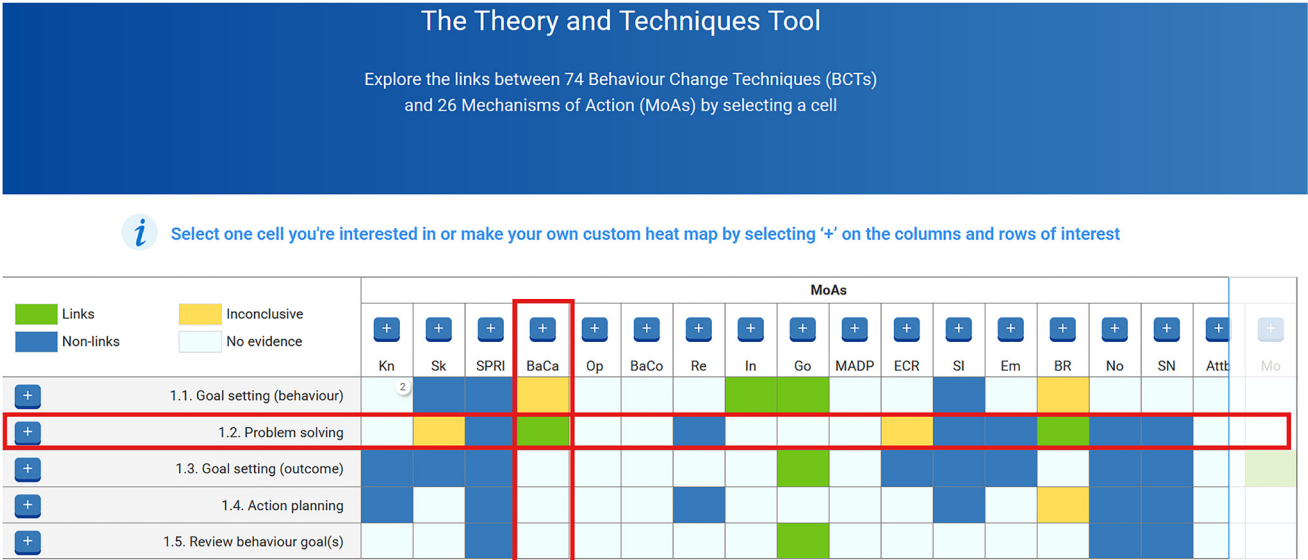 The Theory and Techniques Tool
Explore the links between 74 Behaviour Change Techniques (BCTs)
and 26 Mechanisms of Action (MoAs) by selecting a cell
i Select one cell you're interested in or make your own custom heat map by selecting ‘+’ on the columns and rows of interest
MoAs
Links Inconclusive
Non-links No evidence
+ + + + + + + + + + + + + + + + + +
Kn Sk SPRI BaCa Op BaCo Re In Go MADP ECR SI Em BR No SN Attb Mo
+ 1.1. Goal setting (behaviour) 2
+ 1.2. Problem solving
+ 1.3. Goal setting (outcome)
+ 1.4. Action planning
+ 1.5. Review behaviour goal(s)